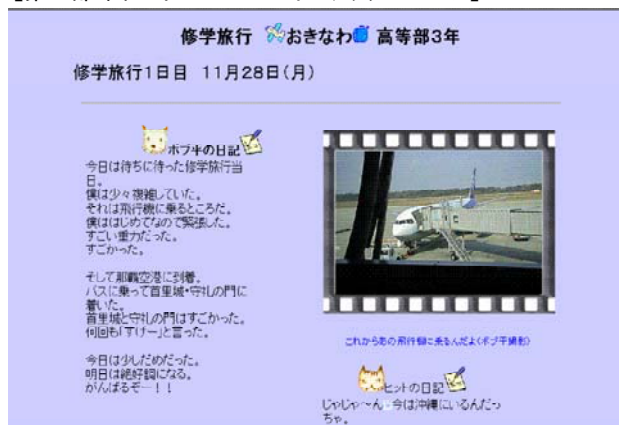 修学旅行 おきなわ 高等部3年
修学旅行1日目 11月28日(月)
ボブ平の日記
今日は待ちに待った修学旅行当
日。
僕は少々複雑していた。
それは飛行機に乗るところだ。
僕ははじめてなので緊張した。
すごい重力だった。
すごかった。
そして那覇空港に到着。
バスに乗って首里城・守礼の門に
着いた。
首里城と守礼の門はすごかった。
何回も「すげー」と言った。
今日は少しだめだった。
明日は絶好調になる。
がんばるぞー!!
これからあの飛行機に乗るんだよ(ボブ平撮影)
ヒットの日記
じゃじゃ~ん 今は沖縄にいるんだっ
ちゃ。